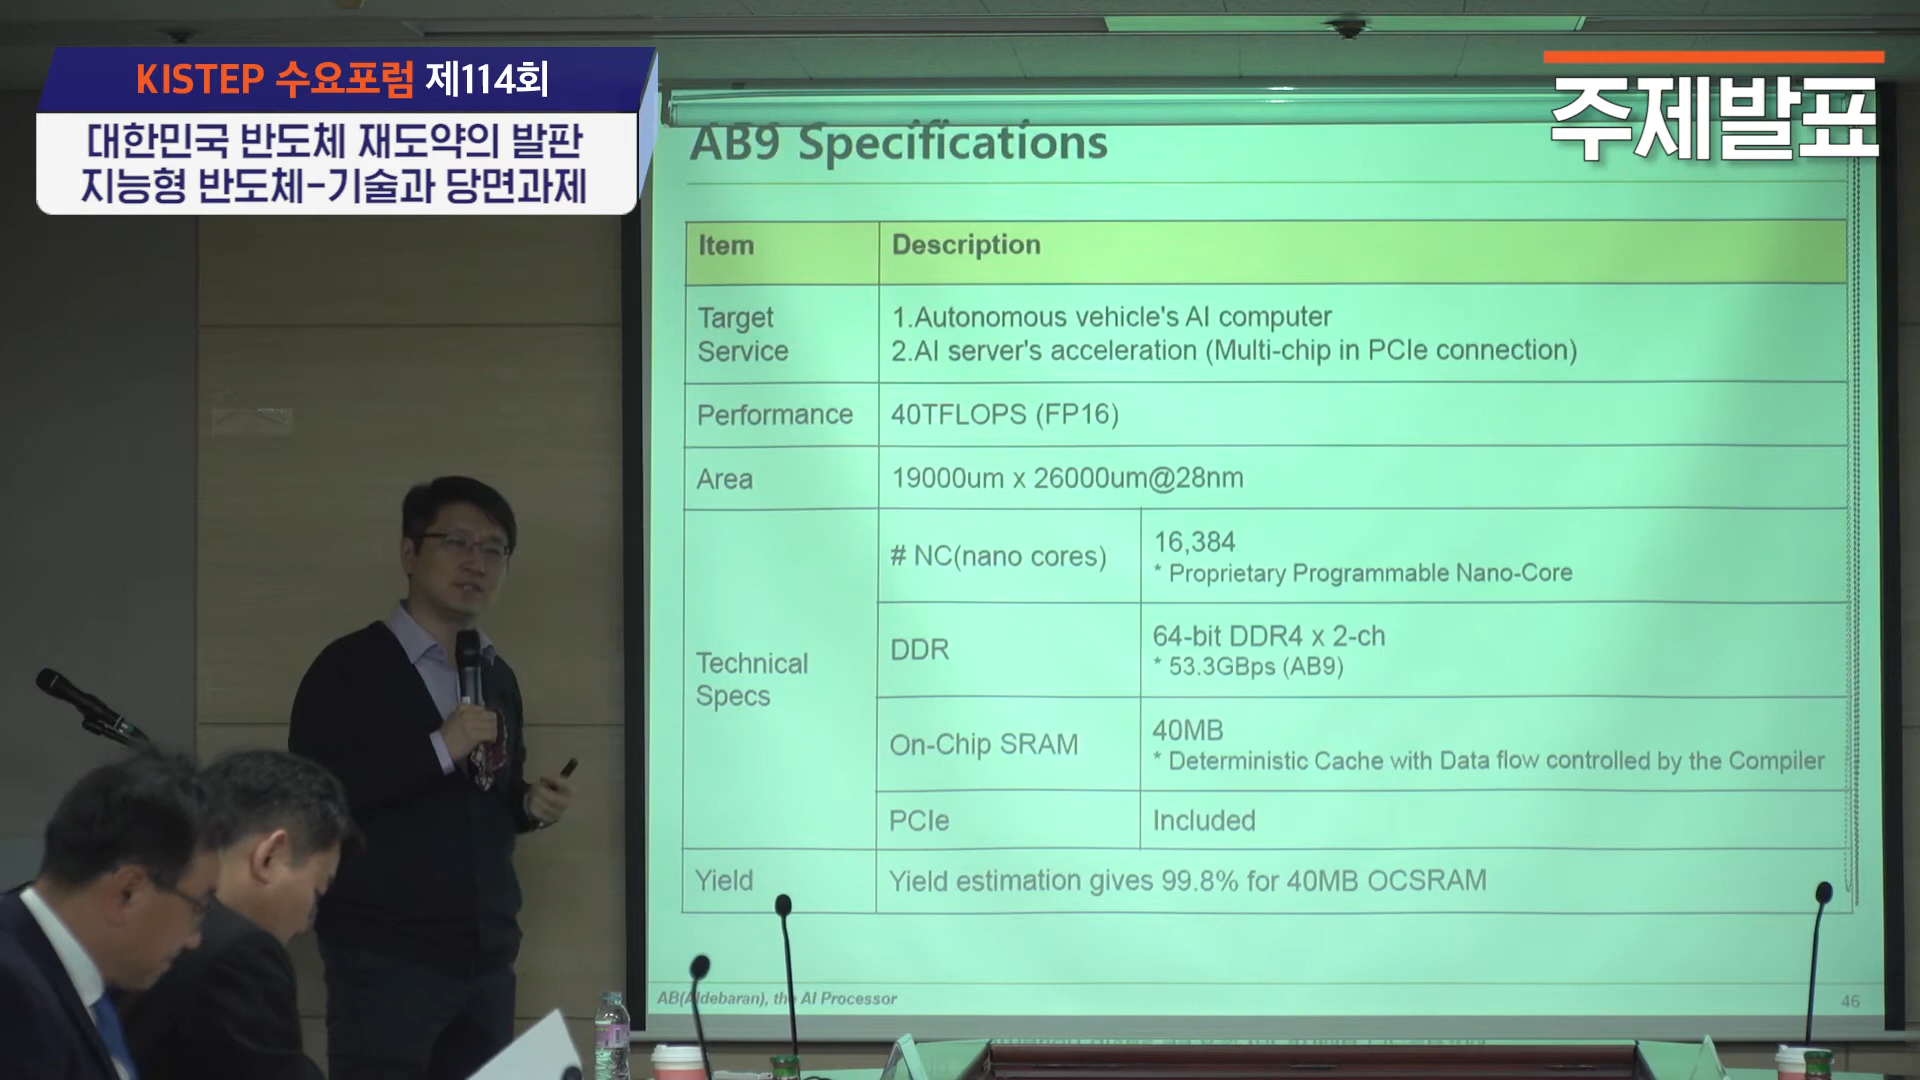 KISTEP 수요포럼 제114회
대한민국 반도체 재도약의 발판
지능형 반도체-기술과 당면과제
주제발표
AB9 Specifications
Item
Description
Target
Service
1.Autonomous vehicle's AI computer
2.AI server's acceleration (Multi-chip in PCIe connection)
Performance
40TFLOPS (FP16)
Area
19000um x 26000um@28nm
Technical
Specs
# NC(nano cores)
16,384
* Proprietary Programmable Nano-Core
DDR
64-bit DDR4 x 2-ch
* 53.3GBps (AB9)
On-Chip SRAM
40MB
* Deterministic Cache with Data flow controlled by the Compiler
PCIe
Included
Yield
Yield estimation gives 99.8% for 40MB OCSRAM
AB(Aldebaran), the AI Processor
46